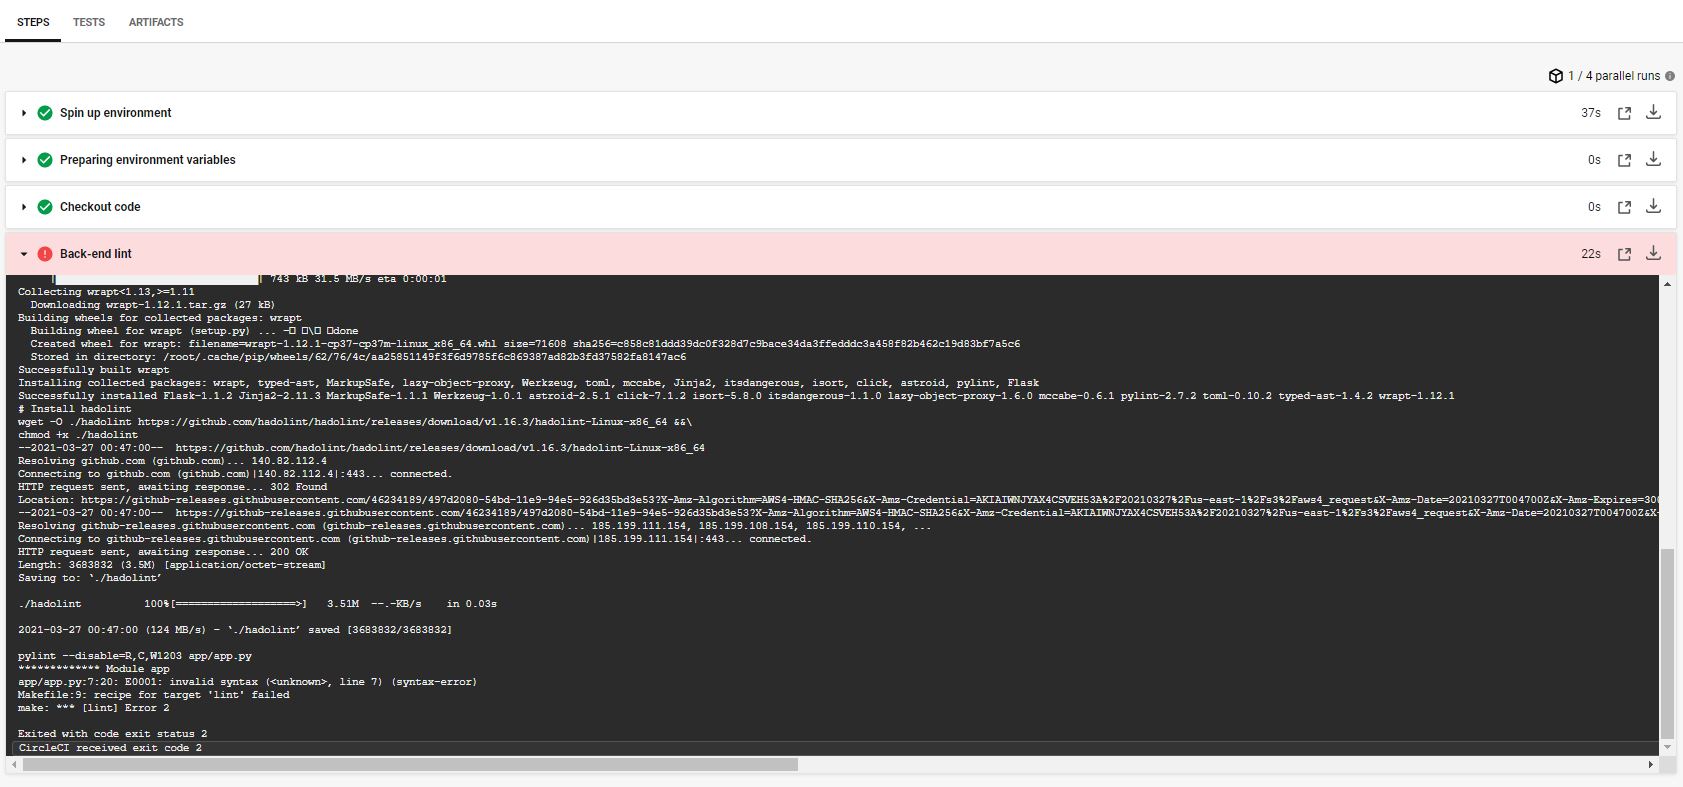 STEPS TESTS ARTIFACTS
1 / 4 parallel runs
Spin up environment 37s
Preparing environment variables 0s
Checkout code 0s
Back-end lint 22s
743 kB 31.5 MB/s eta 0:00:01
Collecting wrapt<1.13,>=1.11
Downloading wrapt-1.12.1.tar.gz (27 kB)
Building wheels for collected packages: wrapt
Building wheel for wrapt (setup.py) ... -□ □\□ □done
Created wheel for wrapt: filename=wrapt-1.12.1-cp37-cp37m-linux_x86_64.whl size=71608 sha256=c858c81ddd39dc0f328d7c9bace34da3ffedddc3a458f82b462c19d83bf7a5c6
Stored in directory: /root/.cache/pip/wheels/62/76/4c/aa25851149f3f6d9785f6c869387ad82b3fd37582fa8147ac6
Successfully built wrapt
Installing collected packages: wrapt, typed-ast, MarkupSafe, lazy-object-proxy, Werkzeug, toml, mccabe, Jinja2, itsdangerous, isort, click, astroid, pylint, Flask
Successfully installed Flask-1.1.2 Jinja2-2.11.3 MarkupSafe-1.1.1 Werkzeug-1.0.1 astroid-2.5.1 click-7.1.2 isort-5.8.0 itsdangerous-1.1.0 lazy-object-proxy-1.6.0 mccabe-0.6.1 pylint-2.7.2 toml-0.10.2 typed-ast-1.4.2 wrapt-1.12.1
# Install hadolint
wget -O ./hadolint https://github.com/hadolint/hadolint/releases/download/v1.16.3/hadolint-Linux-x86_64 &&\
chmod +x ./hadolint
--2021-03-27 00:47:00-- https://github.com/hadolint/hadolint/releases/download/v1.16.3/hadolint-Linux-x86_64
Resolving github.com (github.com)... 140.82.112.4
Connecting to github.com (github.com)|140.82.112.4|:443... connected.
HTTP request sent, awaiting response... 302 Found
Location: https://github-releases.githubusercontent.com/46234189/497d2080-54bd-11e9-94e5-926d35bd3e53?X-Amz-Algorithm=AWS4-HMAC-SHA256&X-Amz-Credential=AKIAIWNJYAX4CSVEH53A%2F20210327%2Fus-east-1%2Fs3%2Faws4_request&X-Amz-Date=20210327T004700Z&X-Amz-Expires=300
--2021-03-27 00:47:00-- https://github-releases.githubusercontent.com/46234189/497d2080-54bd-11e9-94e5-926d35bd3e53?X-Amz-Algorithm=AWS4-HMAC-SHA256&X-Amz-Credential=AKIAIWNJYAX4CSVEH53A%2F20210327%2Fus-east-1%2Fs3%2Faws4_request&X-Amz-Date=20210327T004700Z&X-
Resolving github-releases.githubusercontent.com (github-releases.githubusercontent.com)... 185.199.111.154, 185.199.108.154, 185.199.110.154, ...
Connecting to github-releases.githubusercontent.com (github-releases.githubusercontent.com)|185.199.111.154|:443... connected.
HTTP request sent, awaiting response... 200 OK
Length: 3683832 (3.5M) [application/octet-stream]
Saving to: ‘./hadolint’
./hadolint 100%[===================>] 3.51M --.-KB/s in 0.03s
2021-03-27 00:47:00 (124 MB/s) - ‘./hadolint’ saved [3683832/3683832]
pylint --disable=R,C,W1203 app/app.py
************* Module app
app/app.py:7:20: E0001: invalid syntax (<unknown>, line 7) (syntax-error)
Makefile:9: recipe for target 'lint' failed
make: *** [lint] Error 2
Exited with code exit status 2
CircleCI received exit code 2